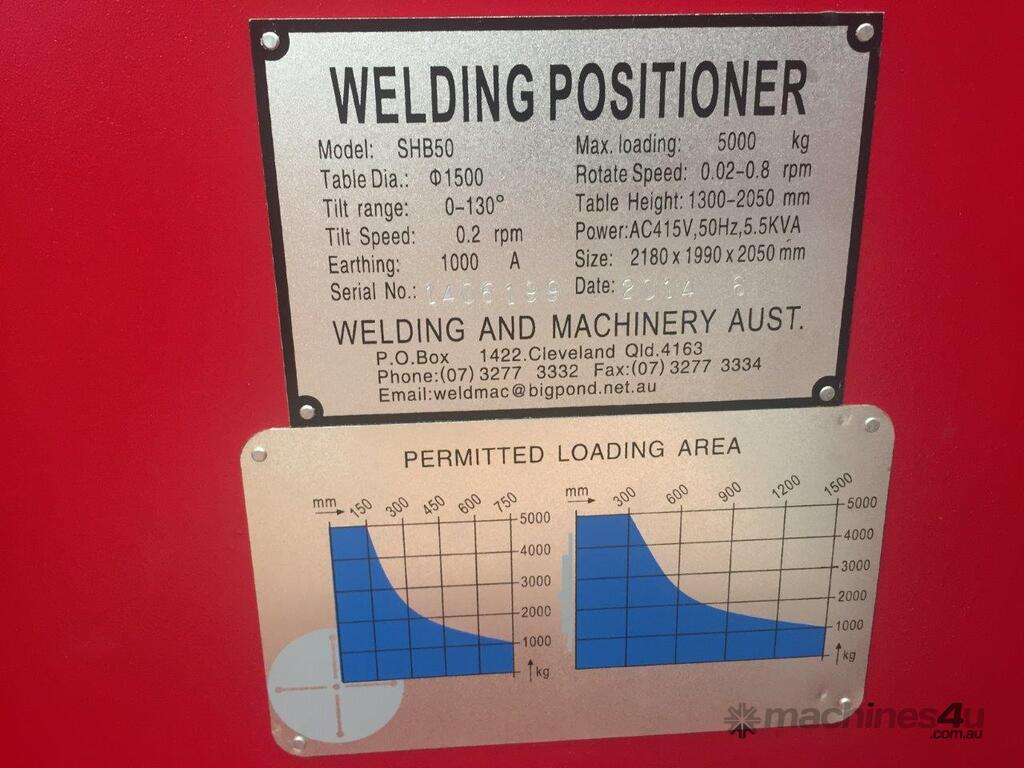 WELDING POSITIONER
Model: SHB50
Table Dia.: Φ1500
Tilt range: 0-130°
Tilt Speed: 0.2 rpm
Earthing: 1000 A
Serial No.: 1406199
Max. loading: 5000 kg
Rotate Speed: 0.02-0.8 rpm
Table Height: 1300-2050 mm
Power:AC415V,50Hz,5.5KVA
Size: 2180 x 1990 x 2050 mm
Date: 2014 6
WELDING AND MACHINERY AUST.
P.O.Box 1422.Cleveland Qld.4163
Phone:(07) 3277 3332 Fax:(07) 3277 3334
Email:weldmac@bigpond.net.au
PERMITTED LOADING AREA
mm 150 300 450 600 750
5000
4000
3000
2000
1000
kg
mm 300 600 900 1200 1500
5000
4000
3000
2000
1000
kg
machines4u
.com.au